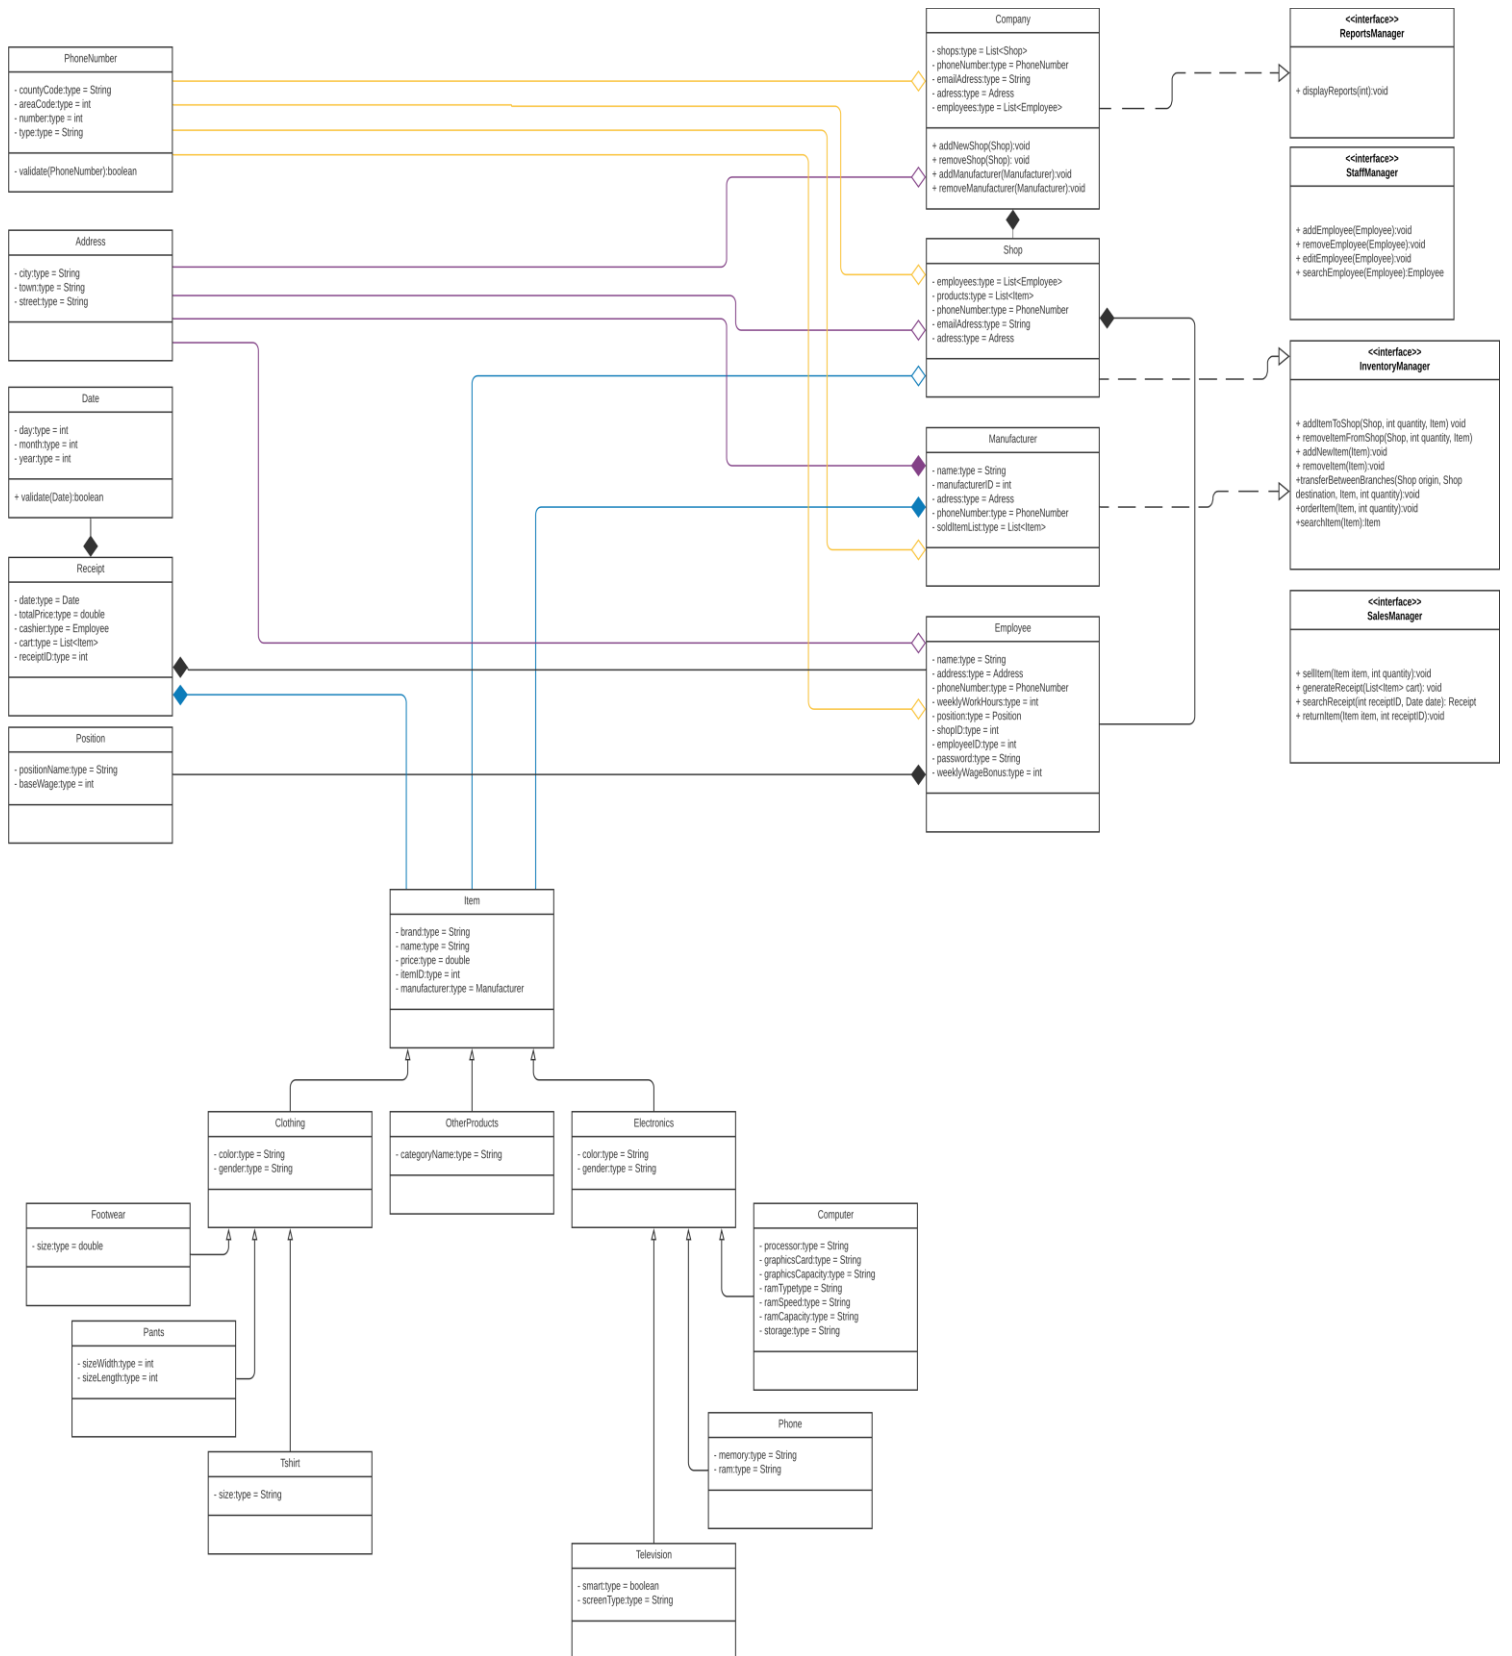 PhoneNumber
- countyCode:type = String
- areaCode:type = int
- number:type = int
- type:type = String
- validate(PhoneNumber):boolean
Address
- city:type = String
- town:type = String
- street:type = String
Date
- day:type = int
- month:type = int
- year:type = int
+ validate(Date):boolean
Receipt
- date:type = Date
- totalPrice:type = double
- cashier:type = Employee
- cart:type = List<Item>
- receiptID:type = int
Position
- positionName:type = String
- baseWage:type = int
Company
- shops:type = List<Shop>
- phoneNumber:type = PhoneNumber
- emailAdress:type = String
- adress:type = Adress
- employees:type = List<Employee>
+ addNewShop(Shop):void
+ removeShop(Shop): void
+ addManufacturer(Manufacturer):void
+ removeManufacturer(Manufacturer):void
Shop
- employees:type = List<Employee>
- products:type = List<Item>
- phoneNumber:type = PhoneNumber
- emailAdress:type = String
- adress:type = Adress
Manufacturer
- name:type = String
- manufacturerID = int
- adress:type = Adress
- phoneNumber:type = PhoneNumber
- soldItemList:type = List<Item>
Employee
- name:type = String
- address:type = Address
- phoneNumber:type = PhoneNumber
- weeklyWorkHours:type = int
- position:type = Position
- shopID:type = int
- employeeID:type = int
- password:type = String
- weeklyWageBonus:type = int
<<interface>>
ReportsManager
+ displayReports(int):void
<<interface>>
StaffManager
+ addEmployee(Employee):void
+ removeEmployee(Employee):void
+ editEmployee(Employee):void
+ searchEmployee(Employee):Employee
<<interface>>
InventoryManager
+ addItemToShop(Shop, int quantity, Item) void
+ removeItemFromShop(Shop, int quantity, Item)
+ addNewItem(Item):void
+ removeItem(Item):void
+transferBetweenBranches(Shop origin, Shop
destination, Item, int quantity):void
+orderItem(Item, int quantity):void
+searchItem(Item):Item
<<interface>>
SalesManager
+ sellItem(Item item, int quantity):void
+ generateReceipt(List<Item> cart): void
+ searchReceipt(int receiptID, Date date): Receipt
+ returnItem(Item item, int receiptID):void
Item
- brand:type = String
- name:type = String
- price:type = double
- itemID:type = int
- manufacturer:type = Manufacturer
Clothing
- color:type = String
- gender:type = String
OtherProducts
- categoryName:type = String
Electronics
- color:type = String
- gender:type = String
Footwear
- size:type = double
Pants
- sizeWidth:type = int
- sizeLength:type = int
Tshirt
- size:type = String
Computer
- processor:type = String
- graphicsCard:type = String
- graphicsCapacity:type = String
- ramTypetype = String
- ramSpeed:type = String
- ramCapacity:type = String
- storage:type = String
Phone
- memory:type = String
- ram:type = String
Television
- smart:type = boolean
- screenType:type = String